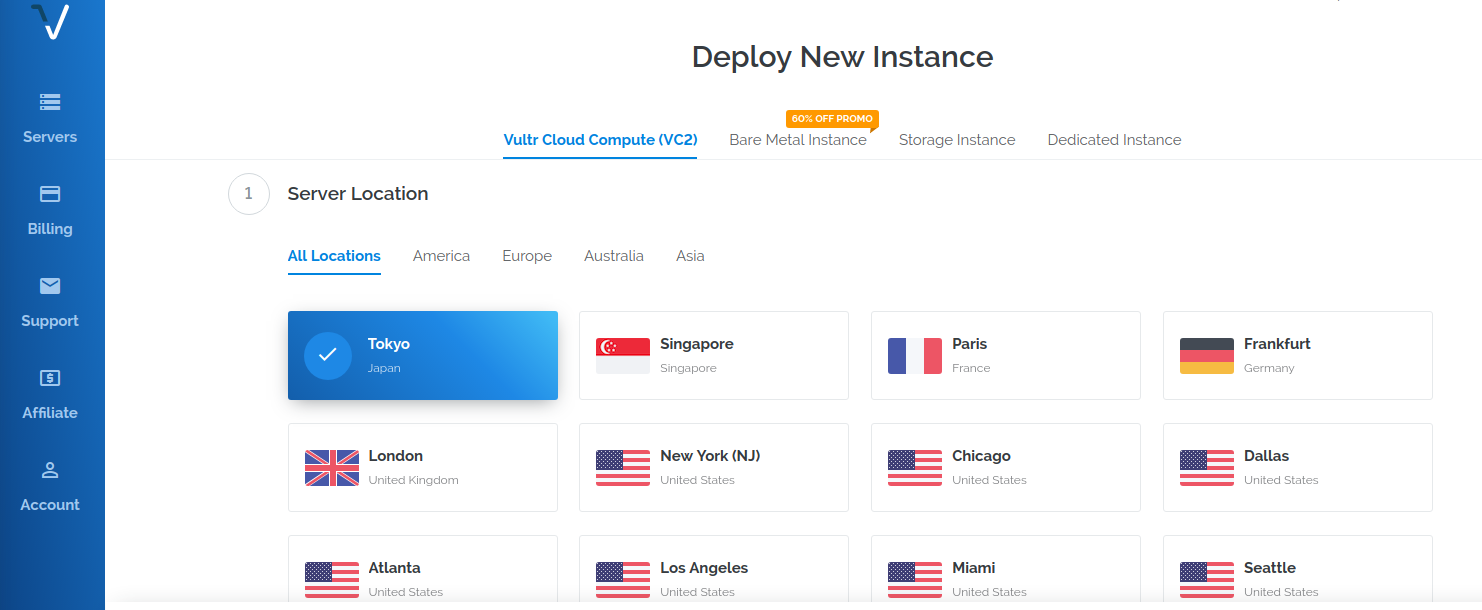 Servers
Billing
Support
Affiliate
Account
Deploy New Instance
60% OFF PROMO
Vultr Cloud Compute (VC2) Bare Metal Instance Storage Instance Dedicated Instance
1 Server Location
All Locations America Europe Australia Asia
Tokyo
Japan
Singapore
Singapore
Paris
France
Frankfurt
Germany
London
United Kingdom
New York (NJ)
United States
Chicago
United States
Dallas
United States
Atlanta
United States
Los Angeles
United States
Miami
United States
Seattle
United States